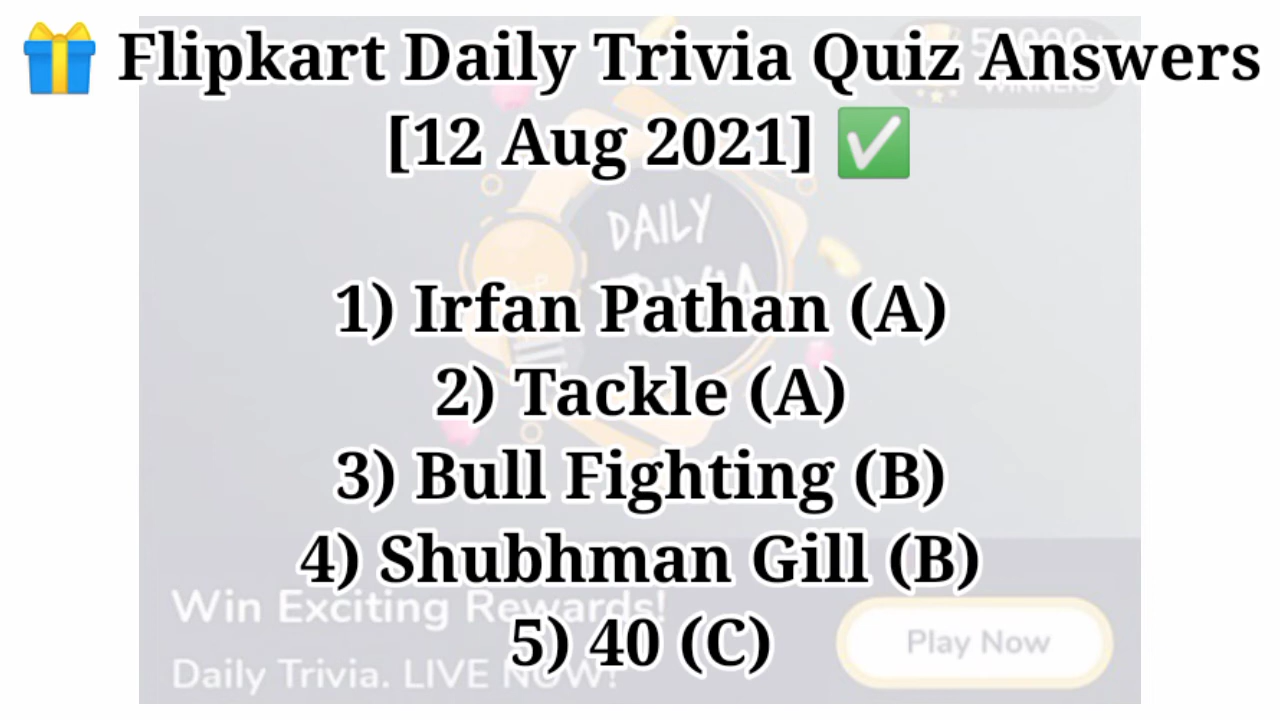 🎁 Flipkart Daily Trivia Quiz Answers
[12 Aug 2021] ✅
WINNERS
DAILY
TRIVIA
1) Irfan Pathan (A)
2) Tackle (A)
3) Bull Fighting (B)
4) Shubhman Gill (B)
Win Exciting Rewards!
5) 40 (C)
Play Now
Daily Trivia. LIVE NOW!